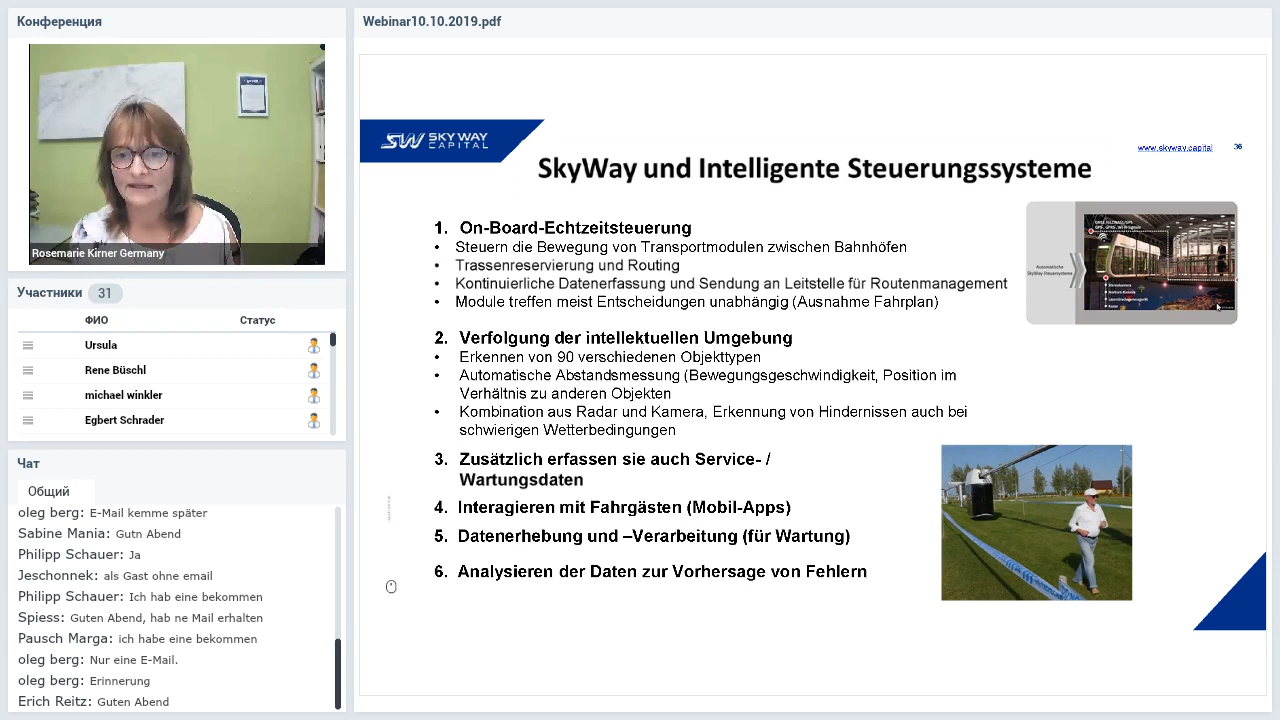 Конференция
Rosemarie Kirner Germany
Участники 31
ФИО Статус
Ursula
Rene Büschl
michael winkler
Egbert Schrader
Чат
Общий
oleg berg: E-Mail kemme später
Sabine Mania: Gutn Abend
Philipp Schauer: Ja
Jeschonnek: als Gast ohne email
Philipp Schauer: Ich hab eine bekommen
Spiess: Guten Abend, hab ne Mail erhalten
Pausch Marga: ich habe eine bekommen
oleg berg: Nur eine E-Mail.
oleg berg: Erinnerung
Erich Reitz: Guten Abend
Webinar10.10.2019.pdf
SW SKY WAY
CAPITAL
www.skyway.capital 36
SkyWay und Intelligente Steuerungssysteme
1. On-Board-Echtzeitsteuerung
• Steuern die Bewegung von Transportmodulen zwischen Bahnhöfen
• Trassenreservierung und Routing
• Kontinuierliche Datenerfassung und Sendung an Leitstelle für Routenmanagement
• Module treffen meist Entscheidungen unabhängig (Ausnahme Fahrplan)
2. Verfolgung der intellektuellen Umgebung
• Erkennen von 90 verschiedenen Objekttypen
• Automatische Abstandsmessung (Bewegungsgeschwindigkeit, Position im
Verhältnis zu anderen Objekten
• Kombination aus Radar und Kamera, Erkennung von Hindernissen auch bei
schwierigen Wetterbedingungen
3. Zusätzlich erfassen sie auch Service- /
Wartungsdaten
4. Interagieren mit Fahrgästen (Mobil-Apps)
5. Datenerhebung und –Verarbeitung (für Wartung)
6. Analysieren der Daten zur Vorhersage von Fehlern
Automatische
SkyWay-Steuersysteme